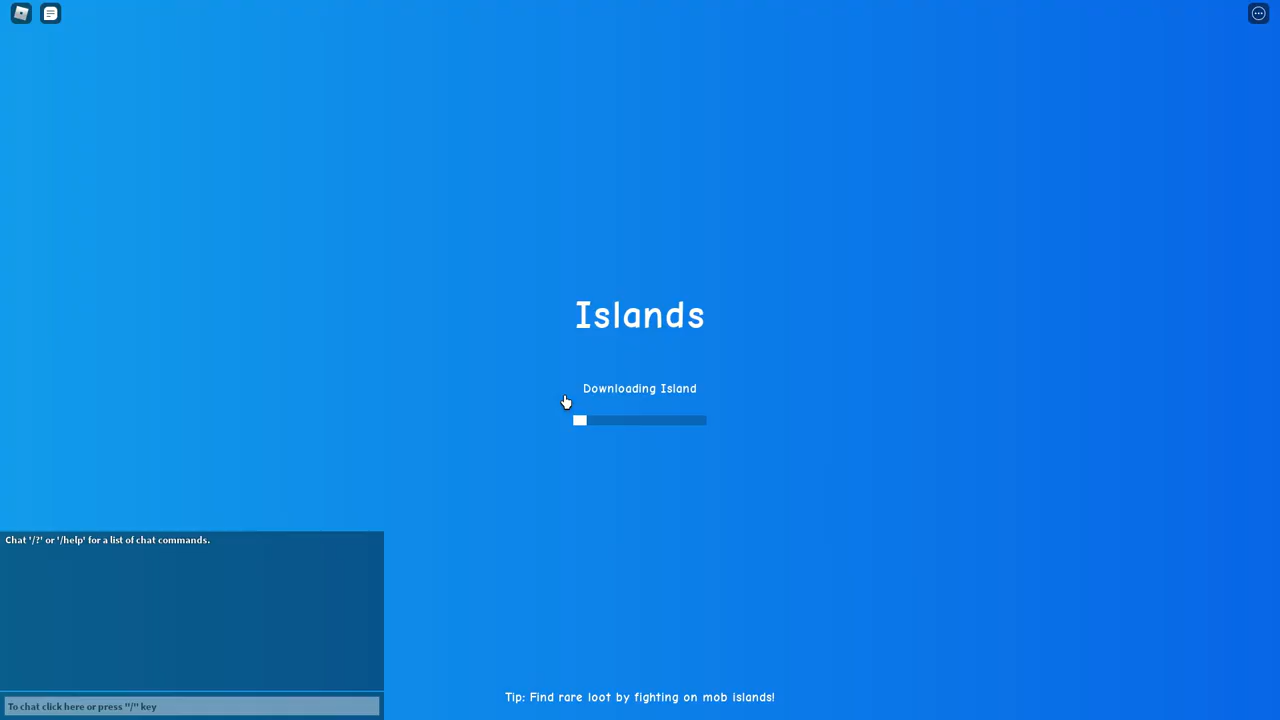 Islands
Downloading Island
Chat '/?' or '/help' for a list of chat commands.
To chat click here or press "/" key
Tip: Find rare loot by fighting on mob islands!